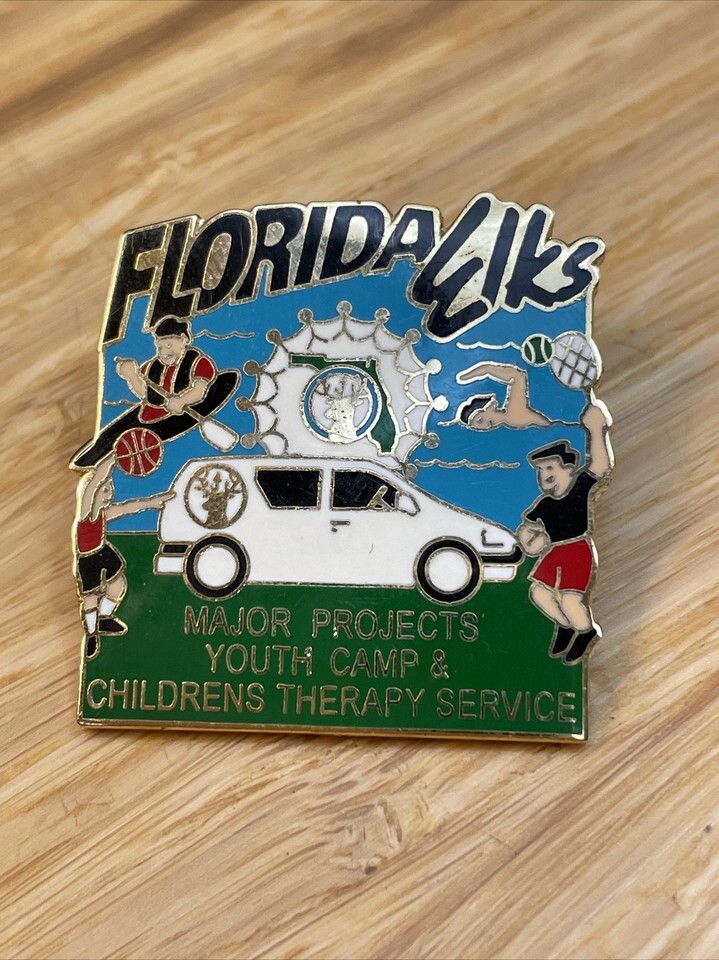 FLORIDA Elks
MAJOR PROJECTS
YOUTH CAMP &
CHILDRENS THERAPY SERVICE